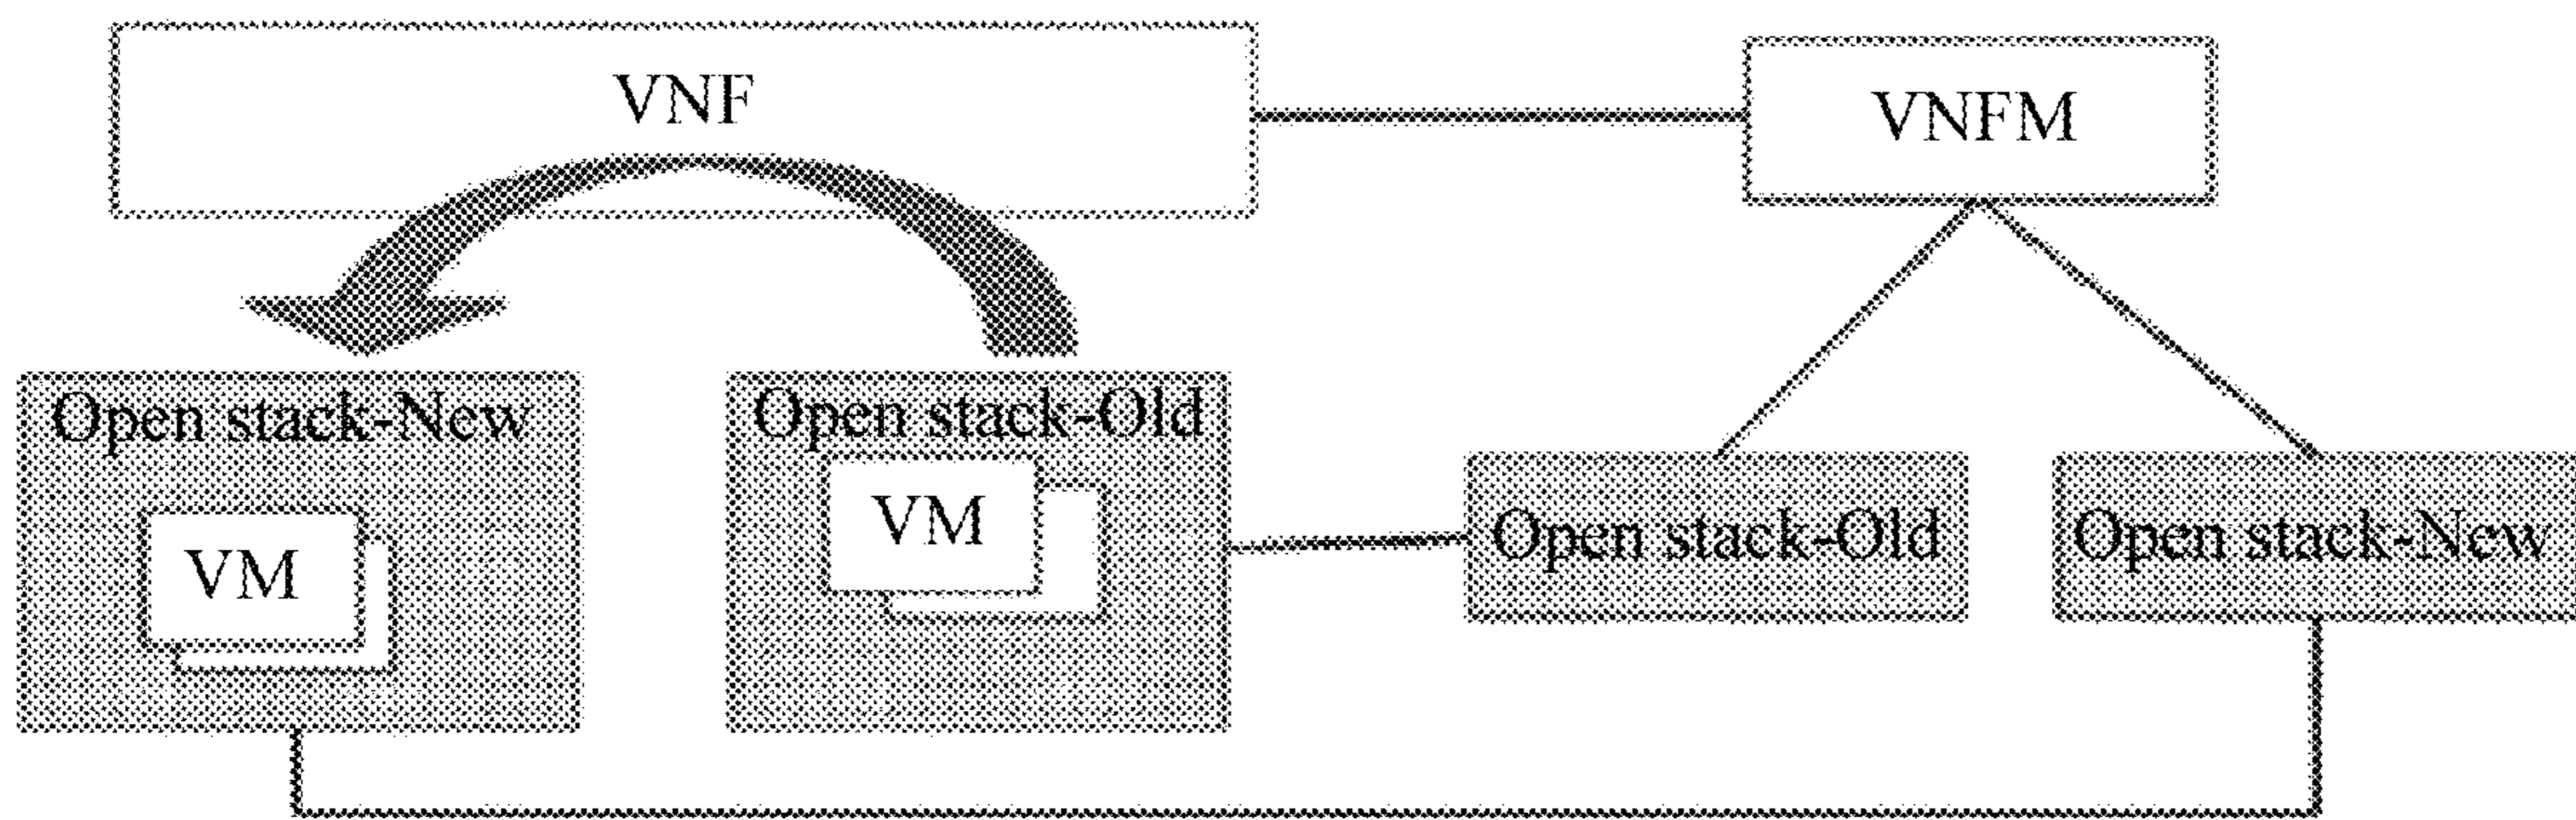 VNF
VNFM
Open stack-New
Open stack-Old
VM
VM
Open stack-Old
Open stack-New